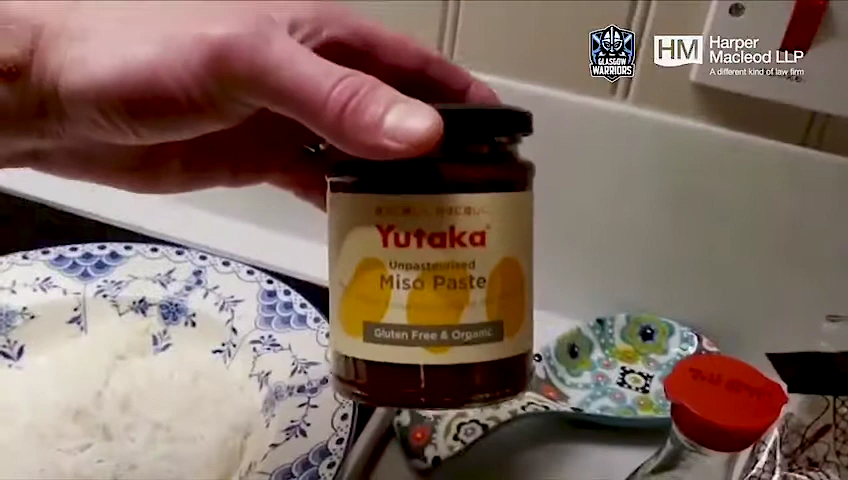 GLASGOW
WARRIORS
HM
Harper
Macleod LLP
A different kind of law firm
Yutaka
Unpasteurised
Miso Paste
Gluten Free & Organic